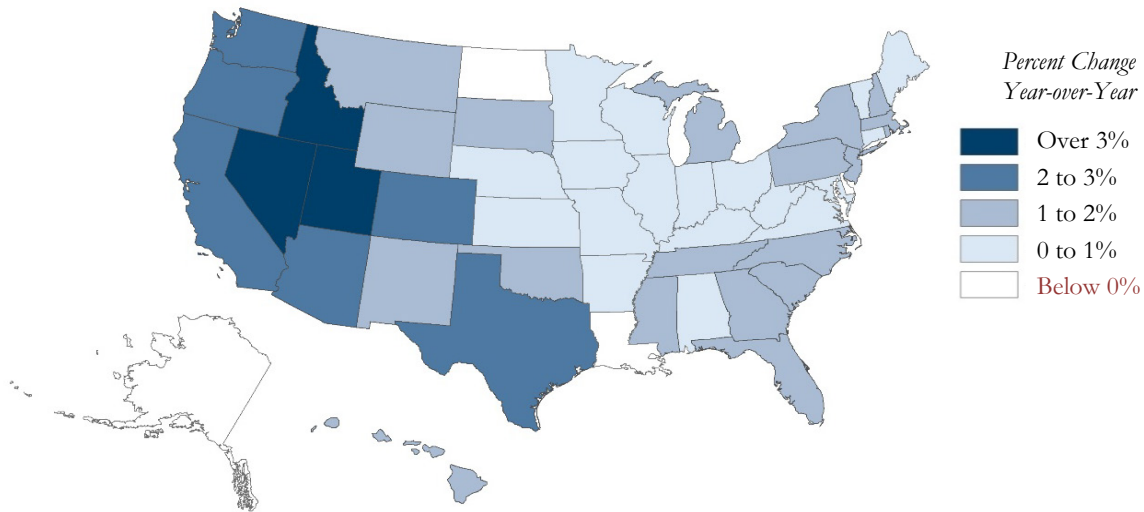 Percent Change
Year-over-Year
Over 3%
2 to 3%
1 to 2%
0 to 1%
Below 0%